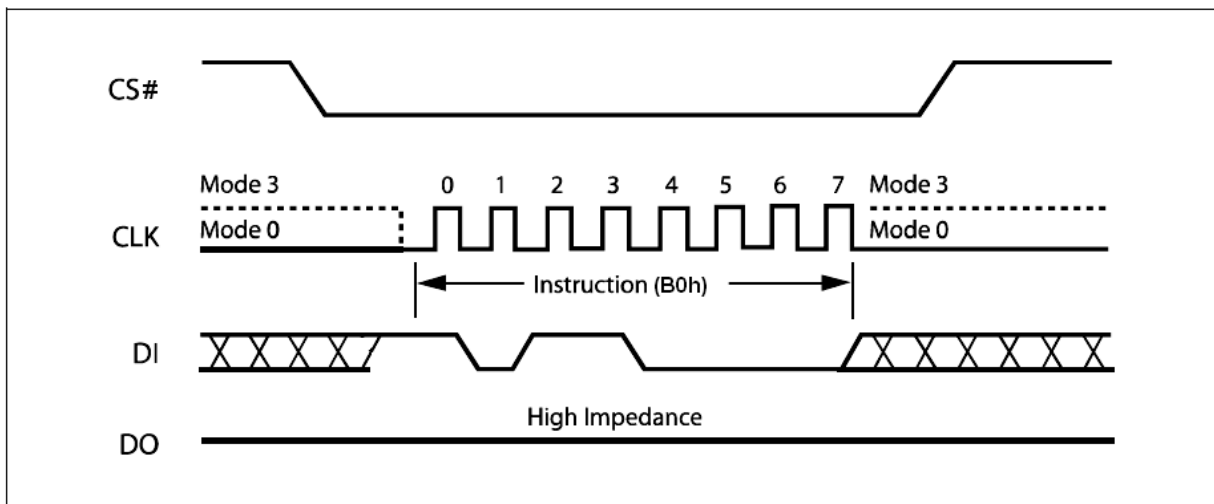 CS#
Mode 3 0 1 2 3 4 5 6 7 Mode 3
CLK Mode 0 Mode 0
Instruction (B0h)
DI
High Impedance
DO